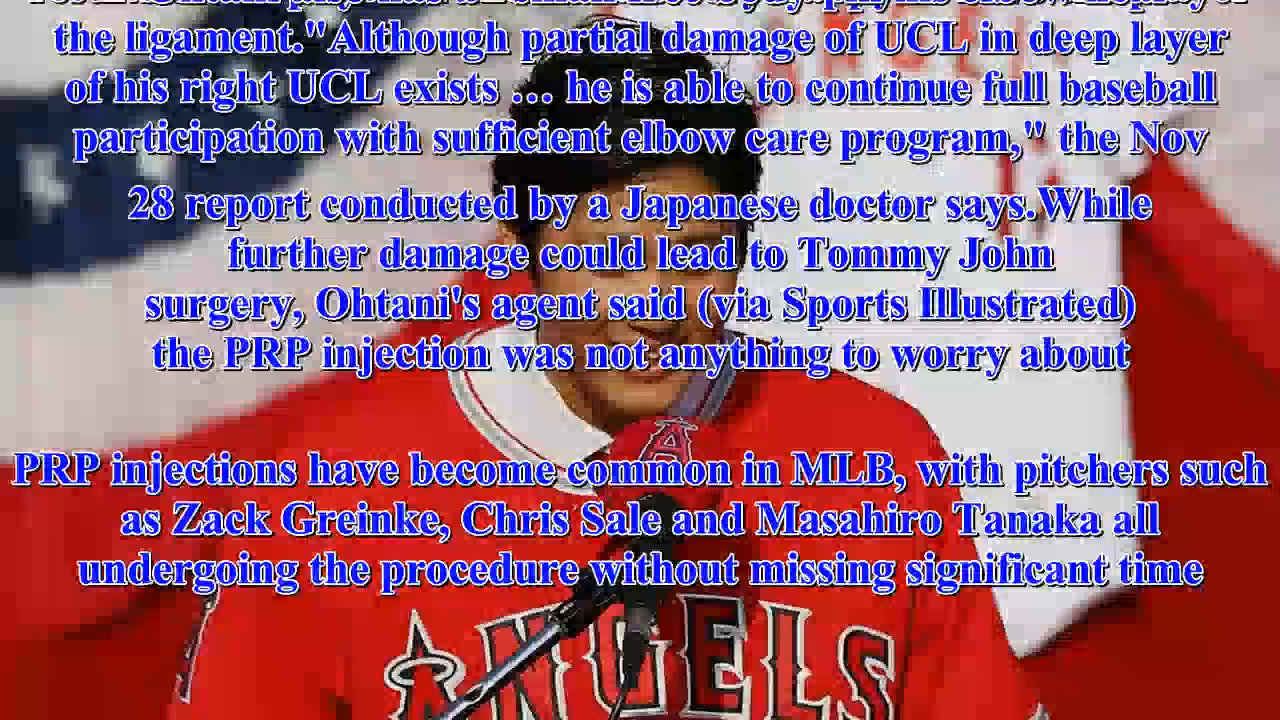 the ligament."Although partial damage of UCL in deep layer
of his right UCL exists … he is able to continue full baseball
participation with sufficient elbow care program," the Nov
28 report conducted by a Japanese doctor says.While
further damage could lead to Tommy John
surgery, Ohtani's agent said (via Sports Illustrated)
the PRP injection was not anything to worry about
PRP injections have become common in MLB, with pitchers such
as Zack Greinke, Chris Sale and Masahiro Tanaka all
undergoing the procedure without missing significant time
A
ANGELS